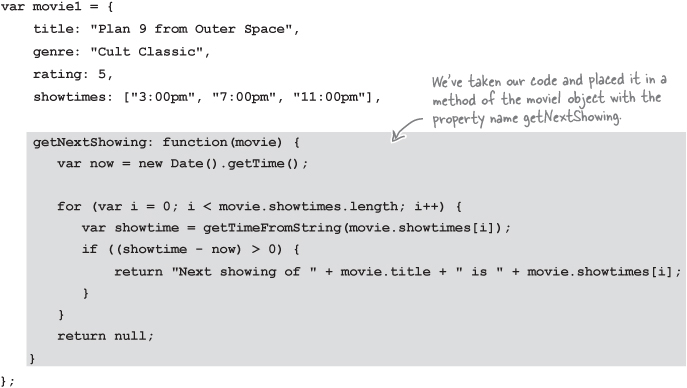 var movie1 = {
title: "Plan 9 from Outer Space",
genre: "Cult Classic",
rating: 5,
showtimes: ["3:00pm", "7:00pm", "11:00pm"],
We've taken our code and placed it in a
method of the movie1 object with the
property name getNextShowing.
getNextShowing: function(movie) {
var now = new Date().getTime();
for (var i = 0; i < movie.showtimes.length; i++) {
var showtime = getTimeFromString(movie.showtimes[i]);
if ((showtime - now) > 0) {
return "Next showing of " + movie.title + " is " + movie.showtimes[i];
}
}
return null;
}
};